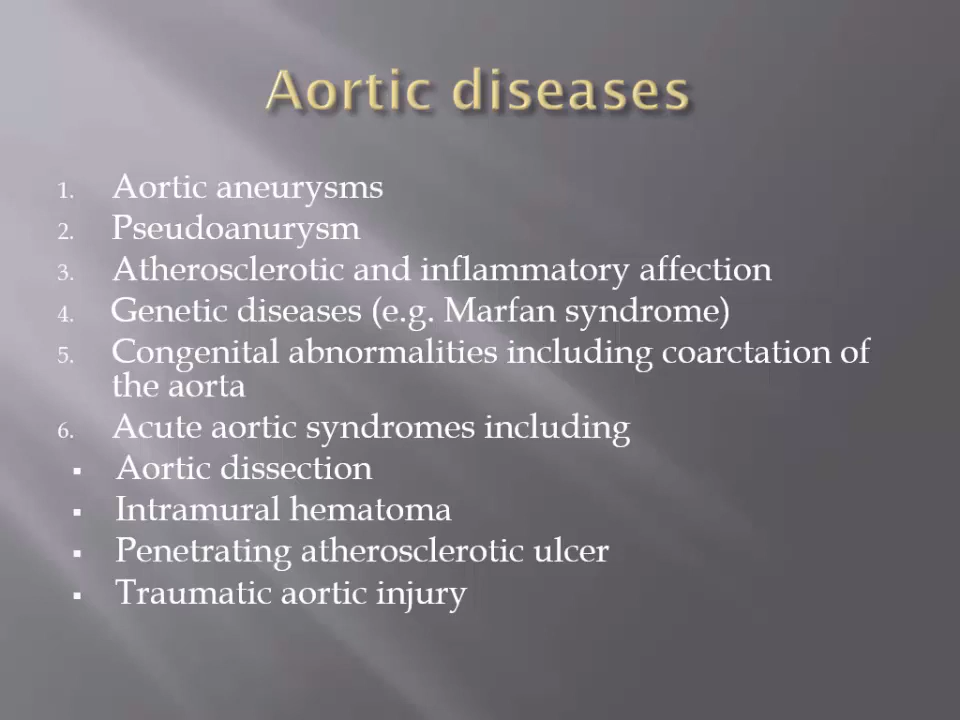 Aortic diseases
1. Aortic aneurysms
2. Pseudoanurysm
3. Atherosclerotic and inflammatory affection
4. Genetic diseases (e.g. Marfan syndrome)
5. Congenital abnormalities including coarctation of
the aorta
6. Acute aortic syndromes including
▪ Aortic dissection
▪ Intramural hematoma
▪ Penetrating atherosclerotic ulcer
▪ Traumatic aortic injury